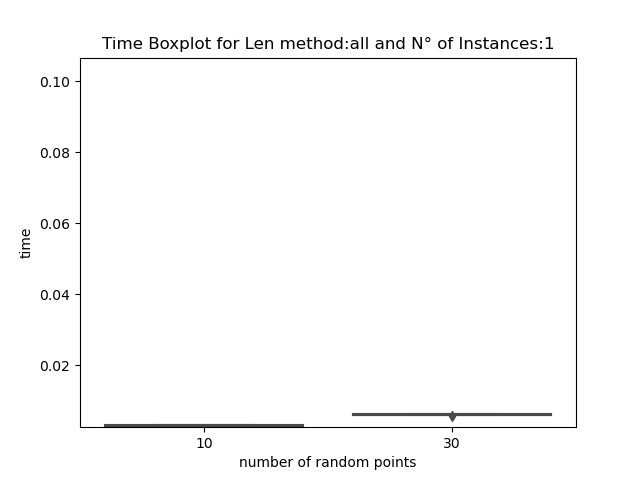 Time Boxplot for Len method:all and N° of Instances:1
0.10
0.08
0.06
0.04
0.02
time
10 30
number of random points